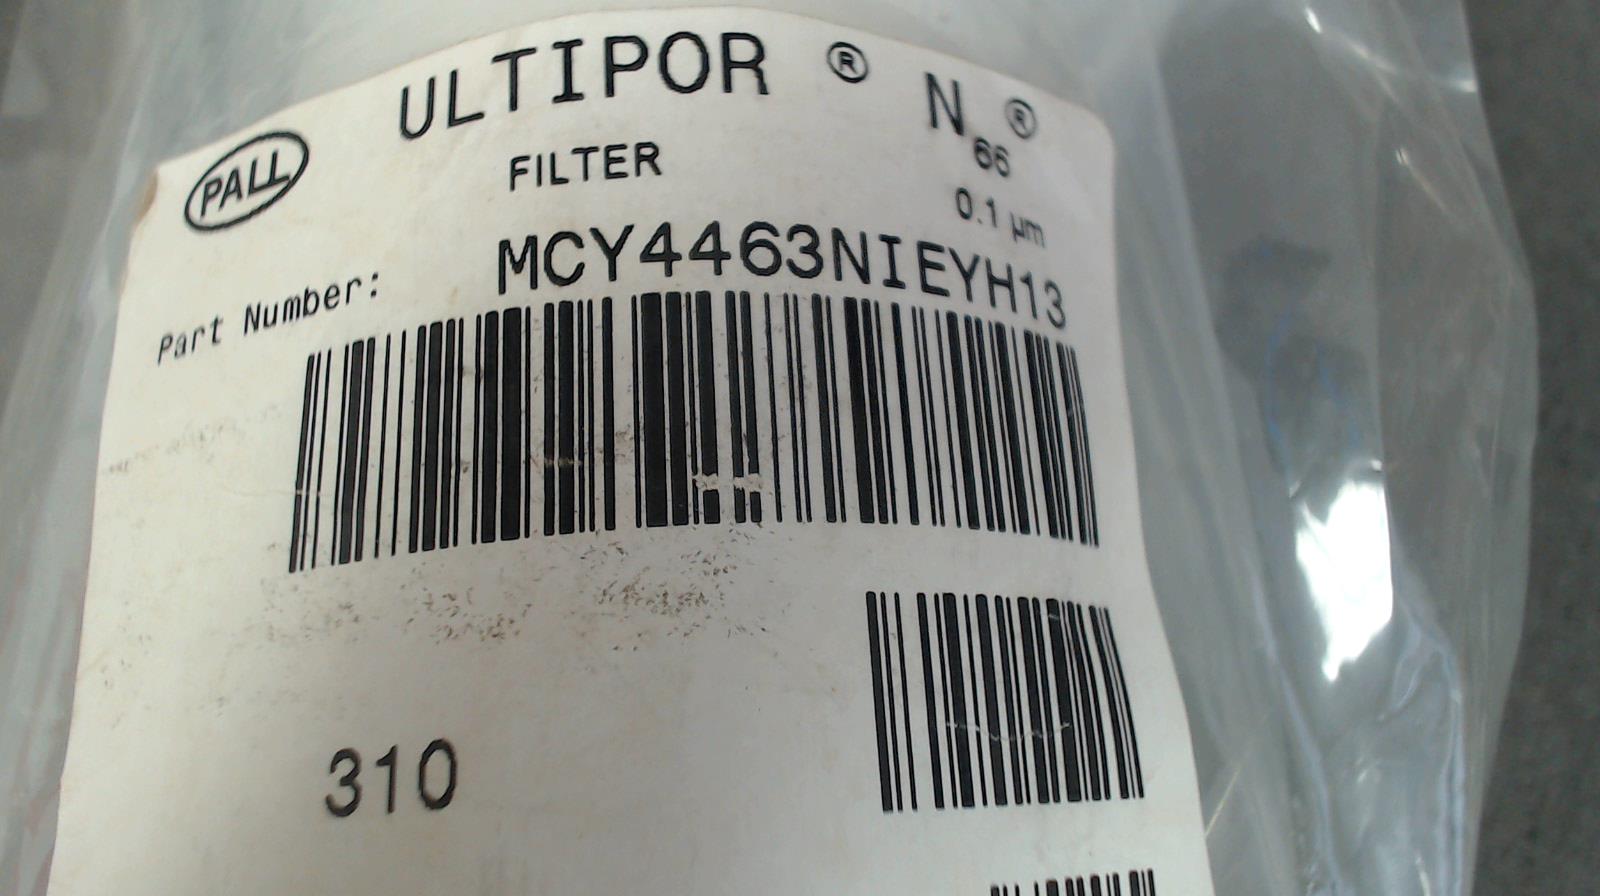 ULTIPOR ® N66 ®
PALL
FILTER
0.1 µm
Part Number: MCY4463NIEYH13
310